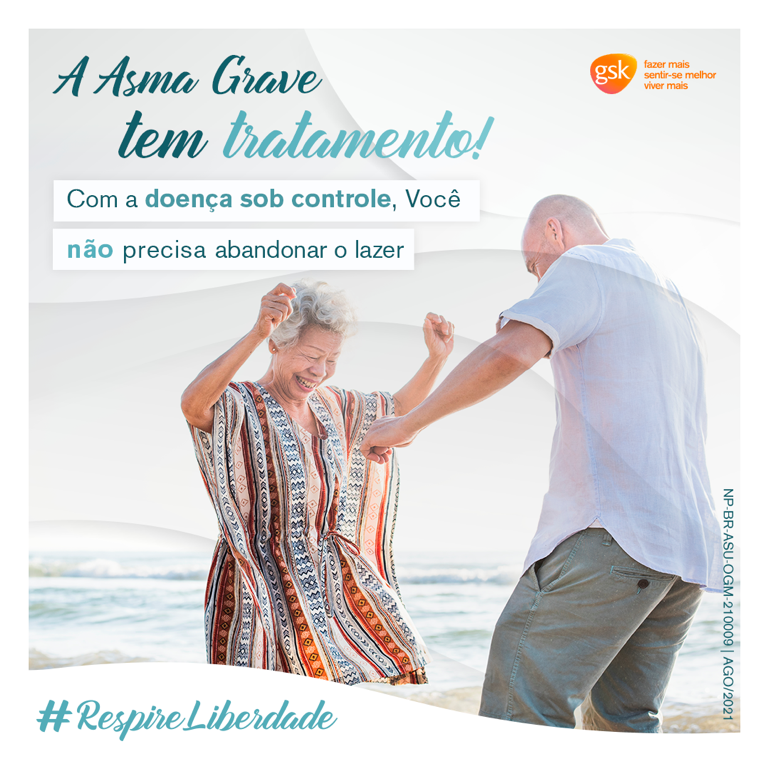 A Asma Grave
tem tratamento!
gsk
fazer mais
sentir-se melhor
viver mais
Com a doença sob controle, Você
não precisa abandonar o lazer
NP-BR-ASU-OGM-210009 | AGO/2021
#RespireLiberdade